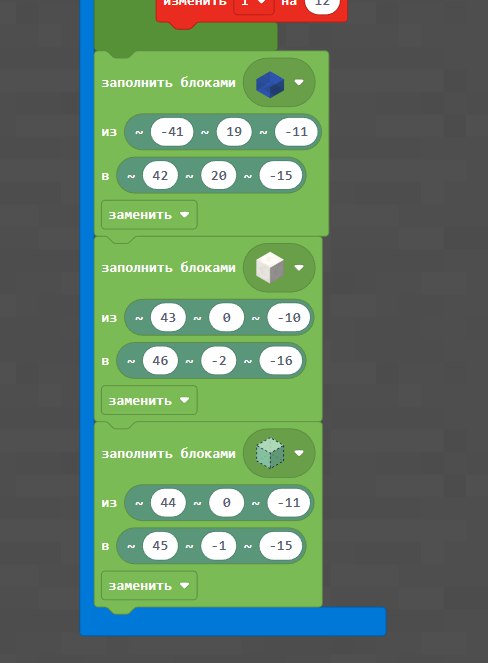 изменить i на 12
заполнить блоками
из ~ -41 ~ 19 ~ -11
в ~ 42 ~ 20 ~ -15
заменить
заполнить блоками
из ~ 43 ~ 0 ~ -10
в ~ 46 ~ -2 ~ -16
заменить
заполнить блоками
из ~ 44 ~ 0 ~ -11
в ~ 45 ~ -1 ~ -15
заменить